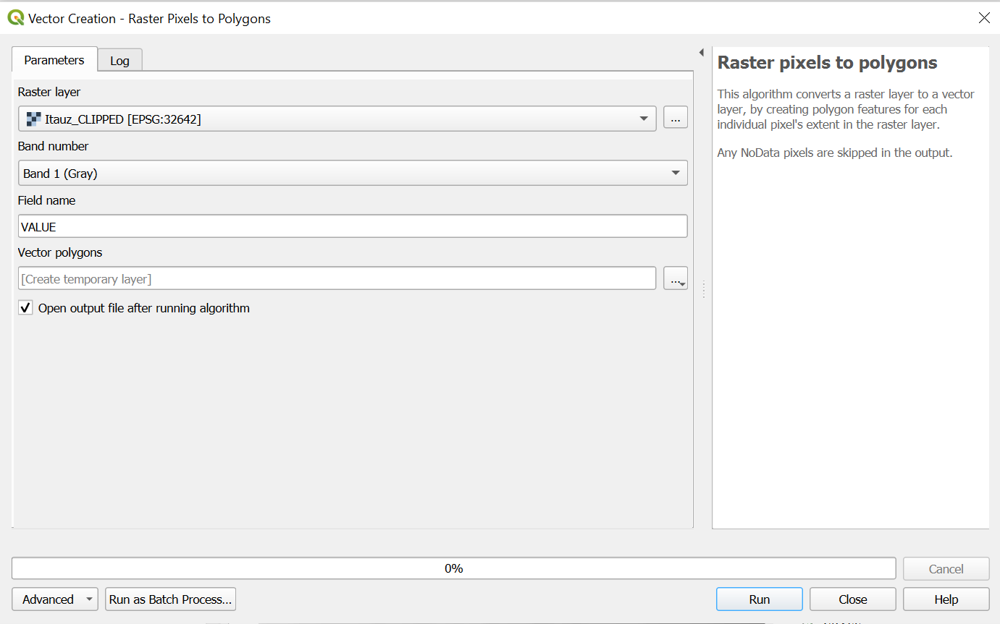 Vector Creation - Raster Pixels to Polygons
Parameters
Log
Raster layer
Itauz_CLIPPED [EPSG:32642]
...
Band number
Band 1 (Gray)
Field name
VALUE
Vector polygons
[Create temporary layer]
...
Open output file after running algorithm
Raster pixels to polygons
This algorithm converts a raster layer to a vector
layer, by creating polygon features for each
individual pixel's extent in the raster layer.
Any NoData pixels are skipped in the output.
0%
Cancel
Advanced
Run as Batch Process...
Run
Close
Help